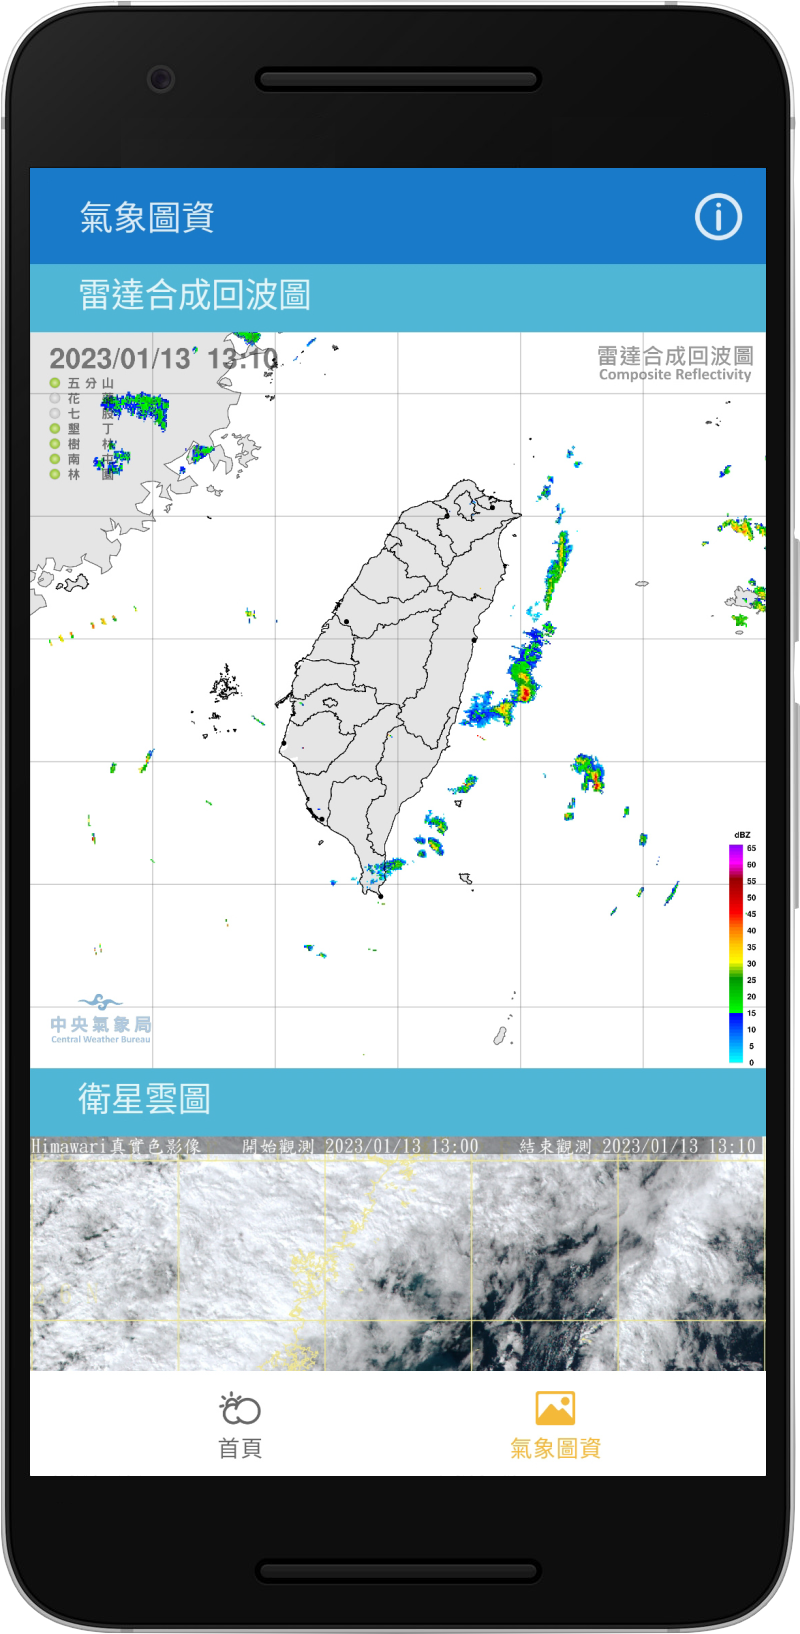 氣象圖資
雷達合成回波圖
2023/01/13 13:10
雷達合成回波圖
Composite Reflectivity
五分山
花 蓮
七 股
墾 丁
樹 林
南 屯
林 園
dBZ
65
60
55
50
45
40
35
30
25
20
15
10
5
0
中央氣象局
Central Weather Bureau
衛星雲圖
Himawari真實色影像 開始觀測 2023/01/13 13:00 結束觀測 2023/01/13 13:10
首頁
氣象圖資